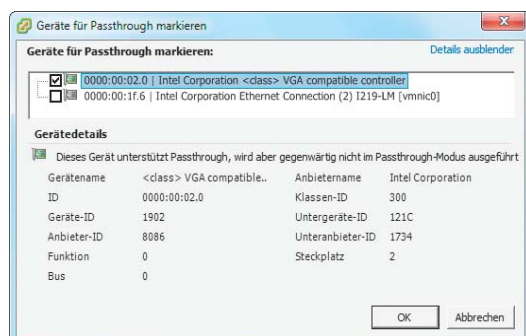 Geräte für Passthrough markieren
Geräte für Passthrough markieren: Details ausblenden
0000:00:02.0 | Intel Corporation <class> VGA compatible controller
0000:00:1f.6 | Intel Corporation Ethernet Connection (2) I219-LM [vmnic0]
Gerätedetails
Dieses Gerät unterstützt Passthrough, wird aber gegenwärtig nicht im Passthrough-Modus ausgeführt
Gerätename <class> VGA compatible.. Anbietername Intel Corporation
ID 0000:00:02.0 Klassen-ID 300
Geräte-ID 1902 Untergeräte-ID 121C
Anbieter-ID 8086 Unteranbieter-ID 1734
Funktion 0 Steckplatz 2
Bus 0
OK Abbrechen